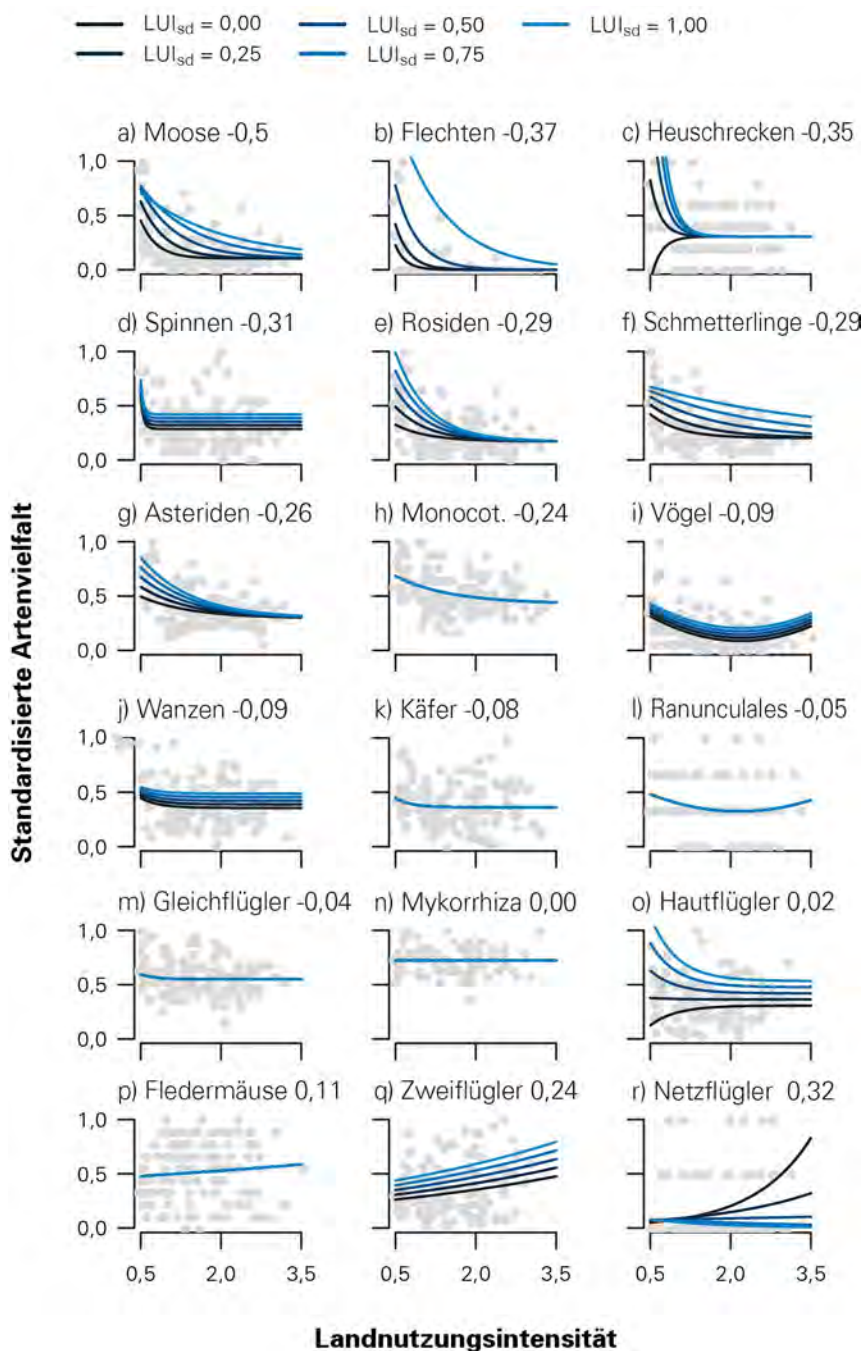 LUIsd = 0,00 LUIsd = 0,50 LUIsd = 1,00
LUIsd = 0,25 LUIsd = 0,75
a) Moose -0,5 b) Flechten -0,37 c) Heuschrecken -0,35
1,0
0,5
0,0
d) Spinnen -0,31 e) Rosiden -0,29 f) Schmetterlinge -0,29
1,0
0,5
0,0
g) Asteriden -0,26 h) Monocot. -0,24 i) Vögel -0,09
1,0
0,5
0,0
j) Wanzen -0,09 k) Käfer -0,08 l) Ranunculales -0,05
1,0
0,5
0,0
m) Gleichflügler -0,04 n) Mykorrhiza 0,00 o) Hautflügler 0,02
1,0
0,5
0,0
p) Fledermäuse 0,11 q) Zweiflügler 0,24 r) Netzflügler 0,32
1,0
0,5
0,0
0,5 2,0 3,5 0,5 2,0 3,5 0,5 2,0 3,5
Standardisierte Artenvielfalt
Landnutzungsintensität